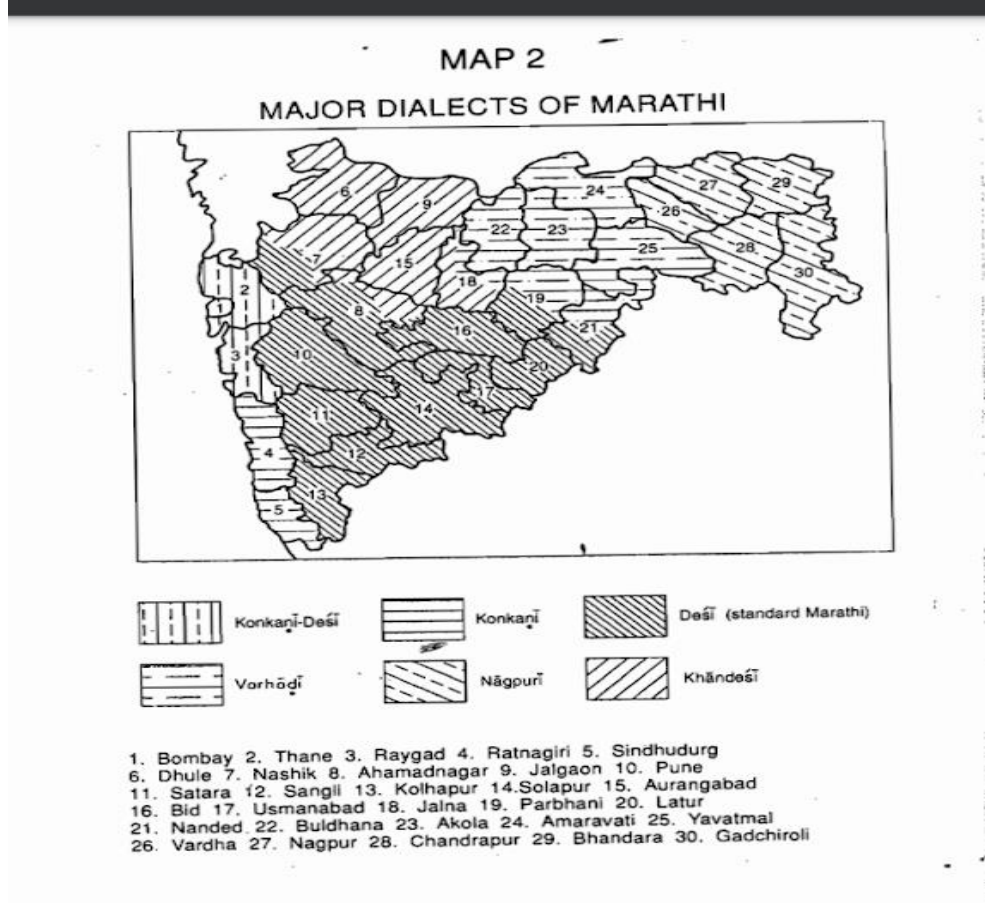 MAP 2
MAJOR DIALECTS OF MARATHI
6
9
24
27
29
2
7
15
22
23
26
1
18
25
28
30
8
19
3
10
16
21
20
17
11
14
4
12
13
5
Konkaṇī-Deśī
Konkaṇī
Deśī (standard Marathi)
Varhāḍī
Nāgpurī
Khāndeśī
1. Bombay 2. Thane 3. Raygad 4. Ratnagiri 5. Sindhudurg
6. Dhule 7. Nashik 8. Ahamadnagar 9. Jalgaon 10. Pune
11. Satara 12. Sangli 13. Kolhapur 14.Solapur 15. Aurangabad
16. Bid 17. Usmanabad 18. Jalna 19. Parbhani 20. Latur
21. Nanded 22. Buldhana 23. Akola 24. Amaravati 25. Yavatmal
26. Vardha 27. Nagpur 28. Chandrapur 29. Bhandara 30. Gadchiroli